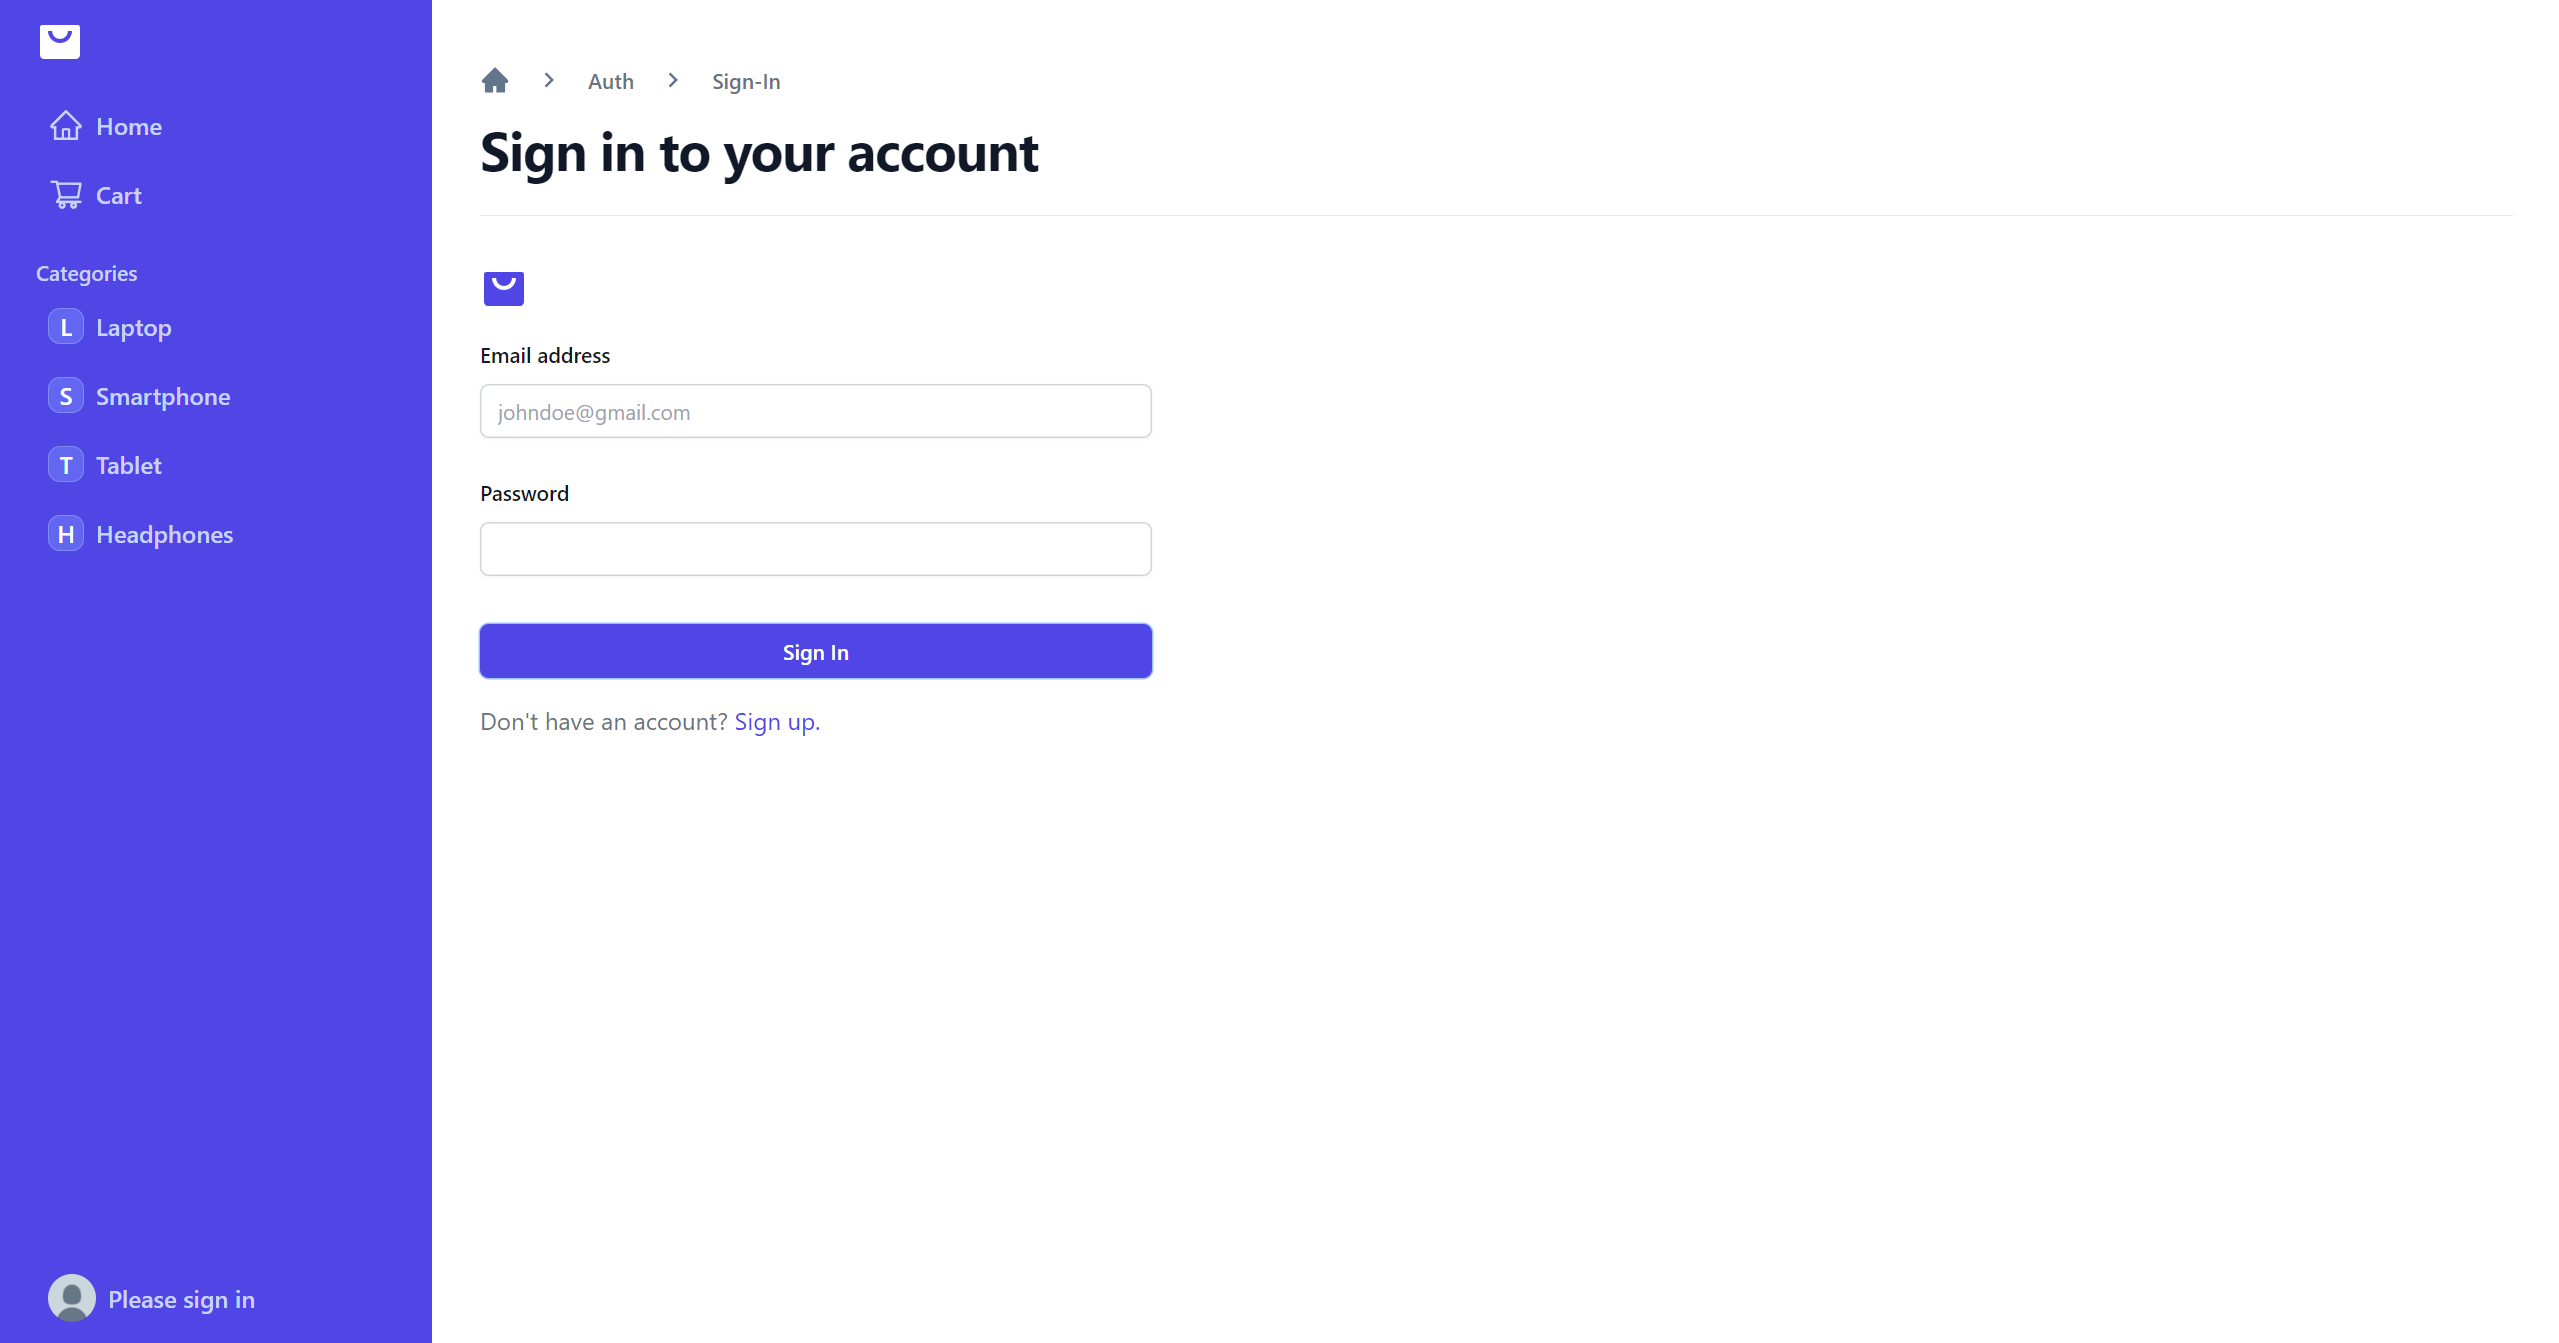 Home
Cart
Categories
L Laptop
S Smartphone
T Tablet
H Headphones
Please sign in
Auth
Sign-In
Sign in to your account
Email address
johndoe@gmail.com
Password
Sign In
Don't have an account? Sign up.